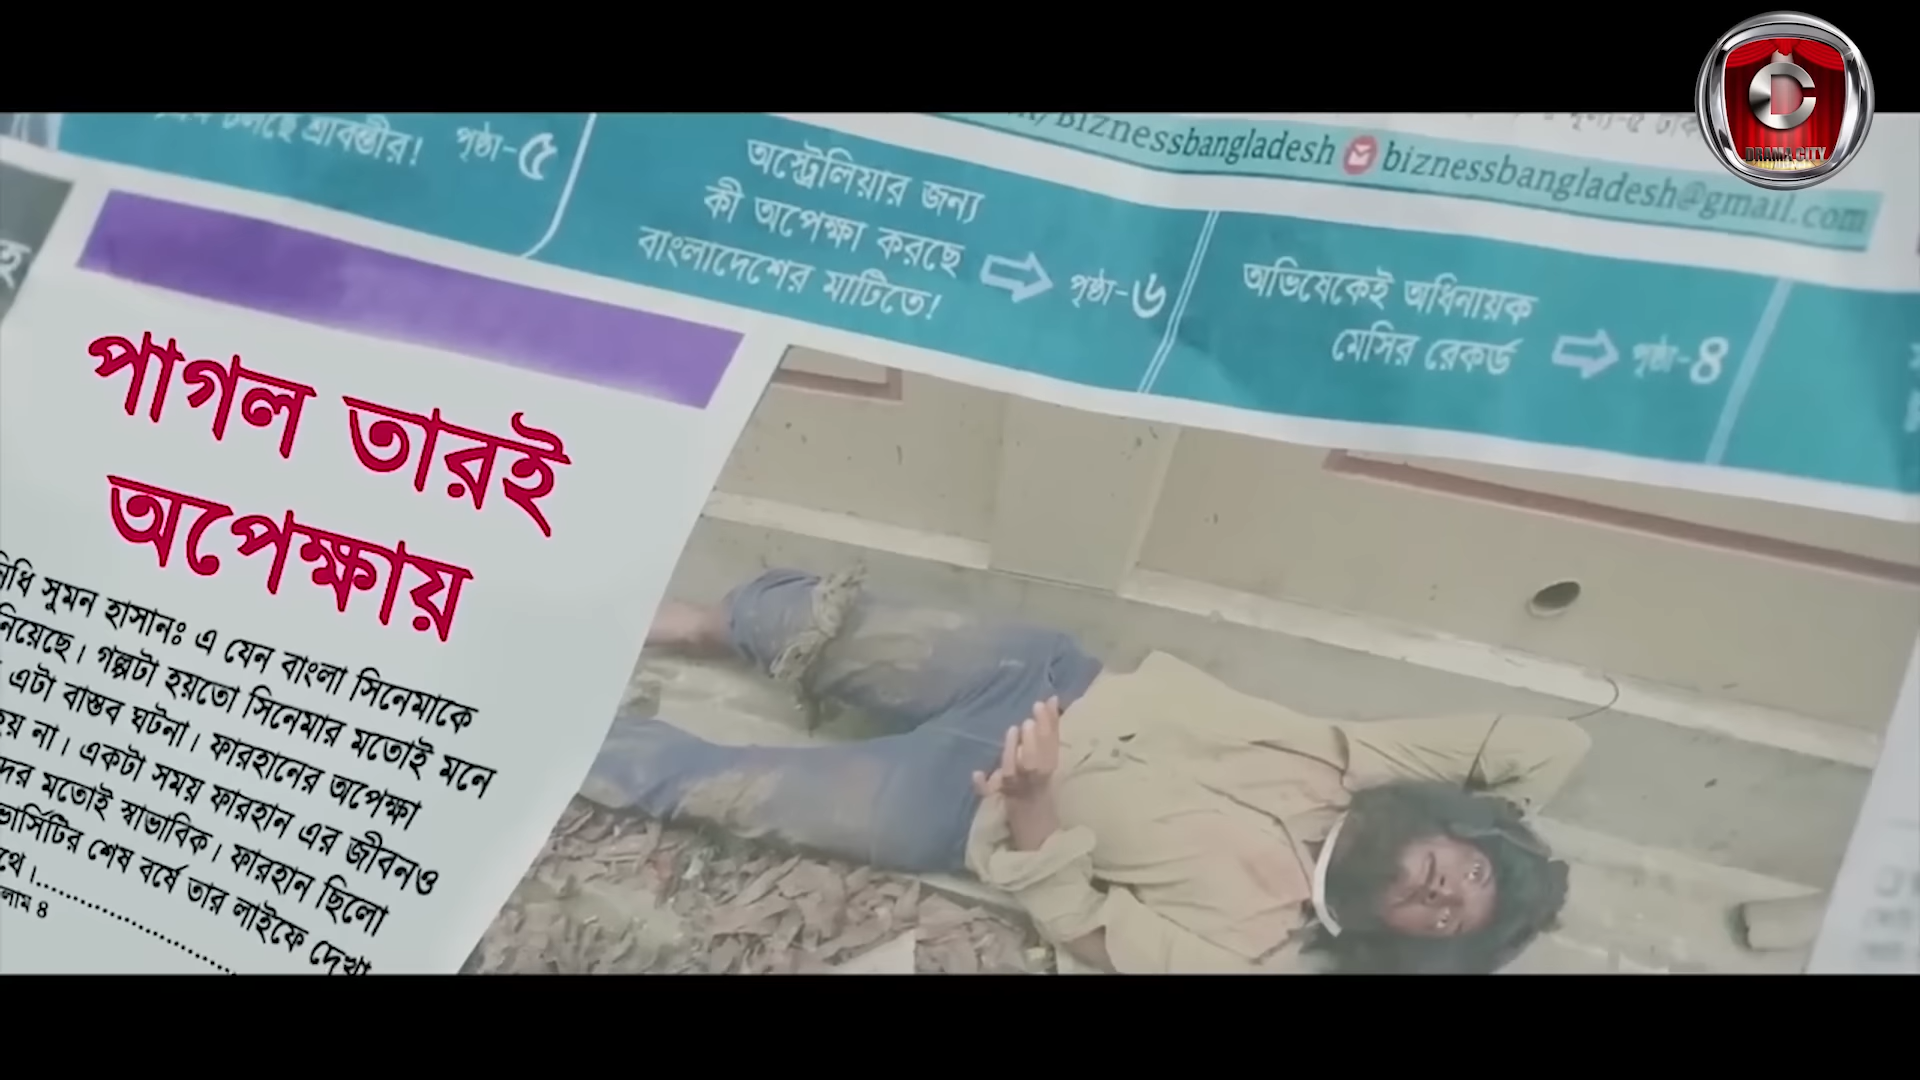 চলছে শ্রাবন্তীর!
পৃষ্ঠা-৫
অস্ট্রেলিয়ার জন্য
কী অপেক্ষা করছে
বাংলাদেশের মাটিতে!
পৃষ্ঠা-৬
biznessbangladesh
biznessbangladesh@gmail.com
অভিষেকেই অধিনায়ক
মেসির রেকর্ড
পৃষ্ঠা-৪
DRAMA CITY
পাগল তারই
অপেক্ষায়
সুমন হাসানঃ এ যেন বাংলা সিনেমাকে
গল্পটা হয়তো সিনেমার মতোই মনে
এটা বাস্তব ঘটনা। ফারহানের অপেক্ষা
না। একটা সময় ফারহান এর জীবনও
মতোই স্বাভাবিক। ফারহান ছিলো
শেষ বর্ষে তার লাইফে দেখা